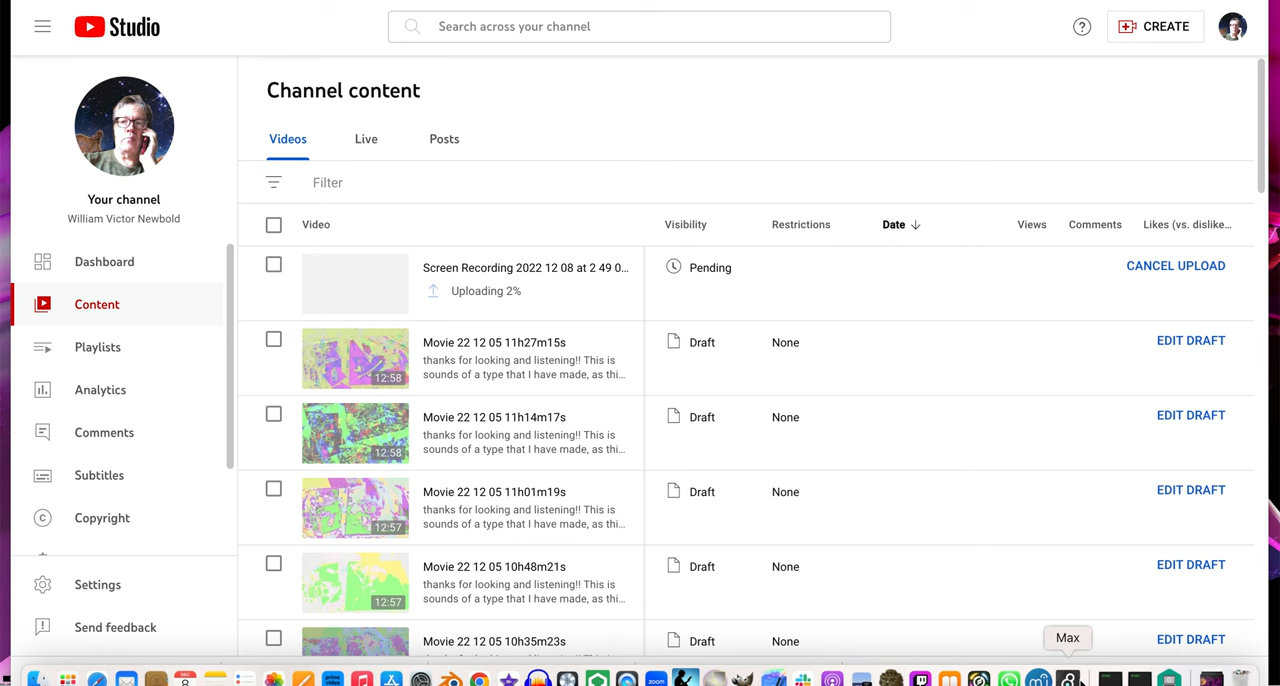 Studio
Search across your channel
CREATE
Channel content
Videos Live Posts
Filter
Your channel
William Victor Newbold
Dashboard
Content
Playlists
Analytics
Comments
Subtitles
Copyright
Settings
Send feedback
Video Visibility Restrictions Date Views Comments Likes (vs. dislike...
Screen Recording 2022 12 08 at 2 49 0... Pending CANCEL UPLOAD
Uploading 2%
Movie 22 12 05 11h27m15s Draft None EDIT DRAFT
thanks for looking and listening!! This is
sounds of a type that I have made, as thi...
12:58
Movie 22 12 05 11h14m17s Draft None EDIT DRAFT
thanks for looking and listening!! This is
sounds of a type that I have made, as thi...
12:58
Movie 22 12 05 11h01m19s Draft None EDIT DRAFT
thanks for looking and listening!! This is
sounds of a type that I have made, as thi...
12:57
Movie 22 12 05 10h48m21s Draft None EDIT DRAFT
thanks for looking and listening!! This is
sounds of a type that I have made, as thi...
12:57
Movie 22 12 05 10h35m23s Draft None EDIT DRAFT
Max
DEC
8
prime video
zoom